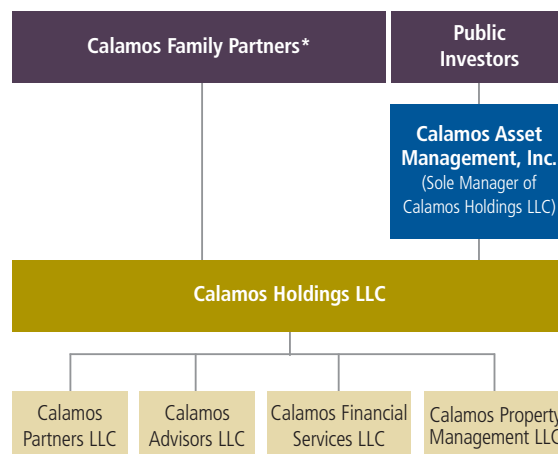 Calamos Family Partners*
Public
Investors
Calamos Asset
Management, Inc.
(Sole Manager of
Calamos Holdings LLC)
Calamos Holdings LLC
Calamos
Partners LLC
Calamos
Advisors LLC
Calamos Financial
Services LLC
Calamos Property
Management LLC